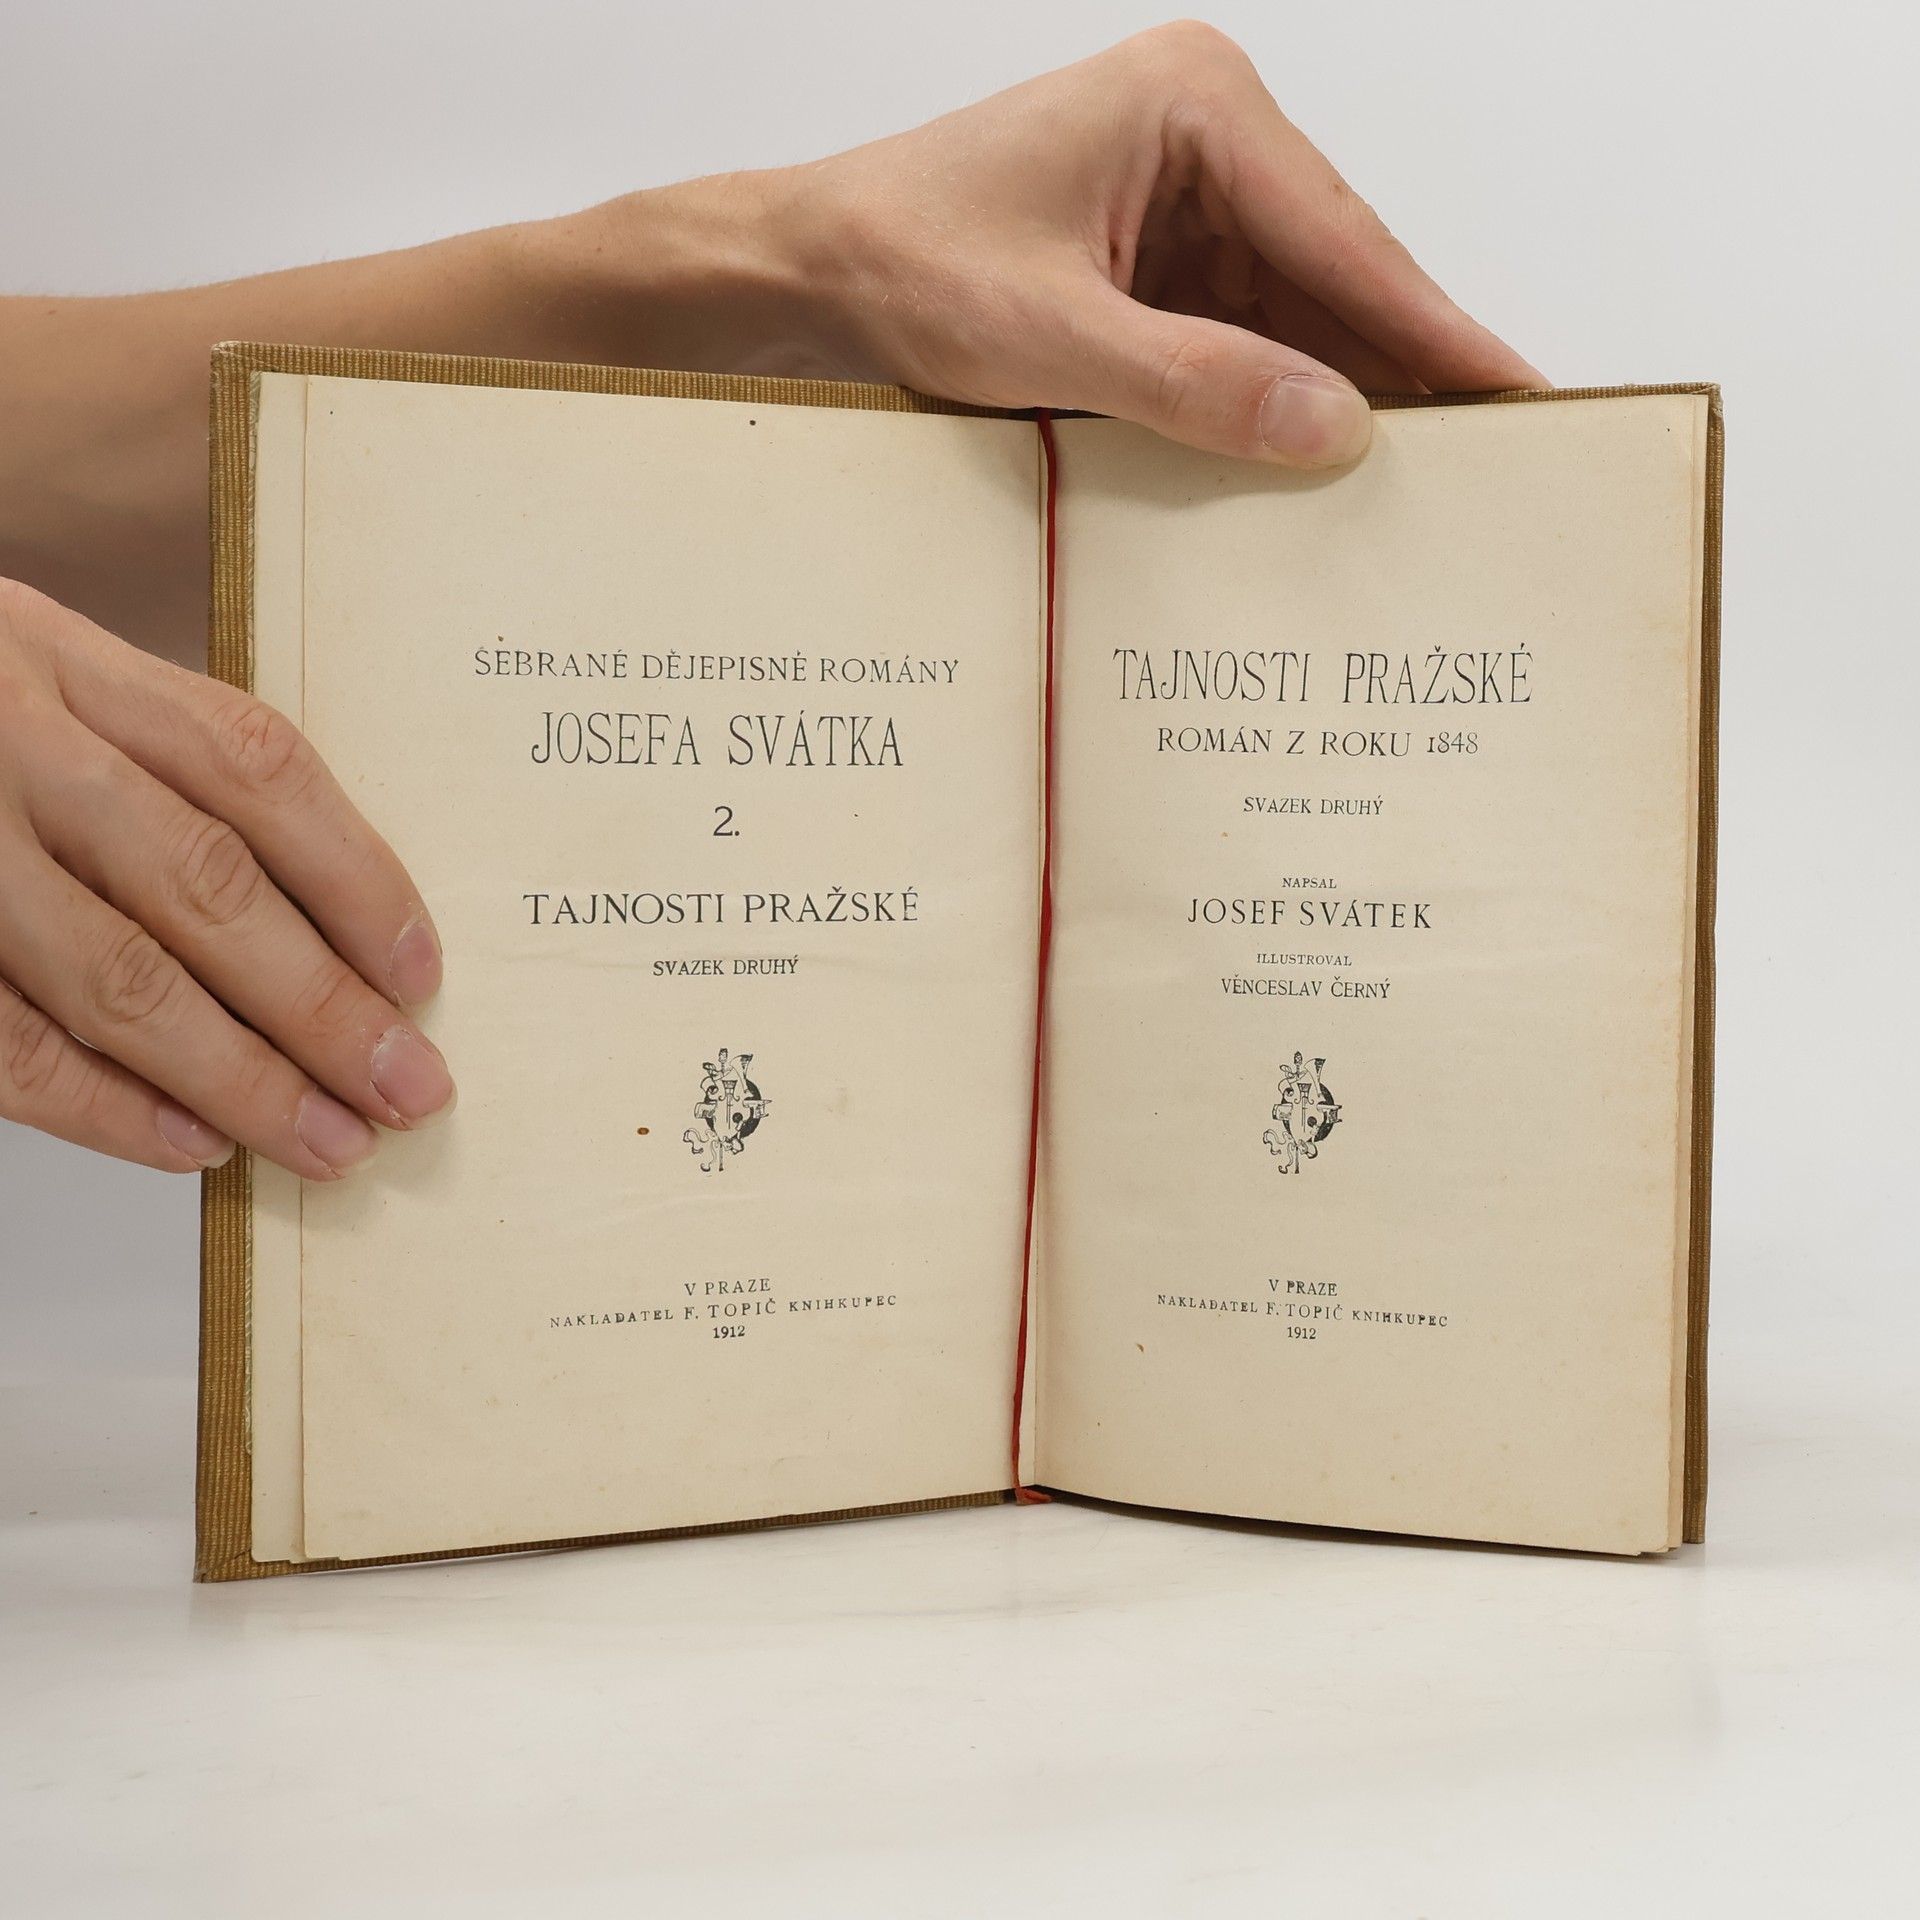 SEBRANÉ DĚJEPISNÉ ROMÁNY
JOSEFA SVÁTKA
2.
TAJNOSTI PRAŽSKÉ
SVAZEK DRUHÝ
V PRAZE
NAKLADATEL F. TOPIČ KNIHKUPEC
1912
TAJNOSTI PRAŽSKÉ
ROMÁN Z ROKU 1848
SVAZEK DRUHÝ
NAPSAL
JOSEF SVÁTEK
ILLUSTROVAL
VĚNCESLAV ČERNÝ
V PRAZE
NAKLADATEL F. TOPIČ KNIHKUPEC
1912